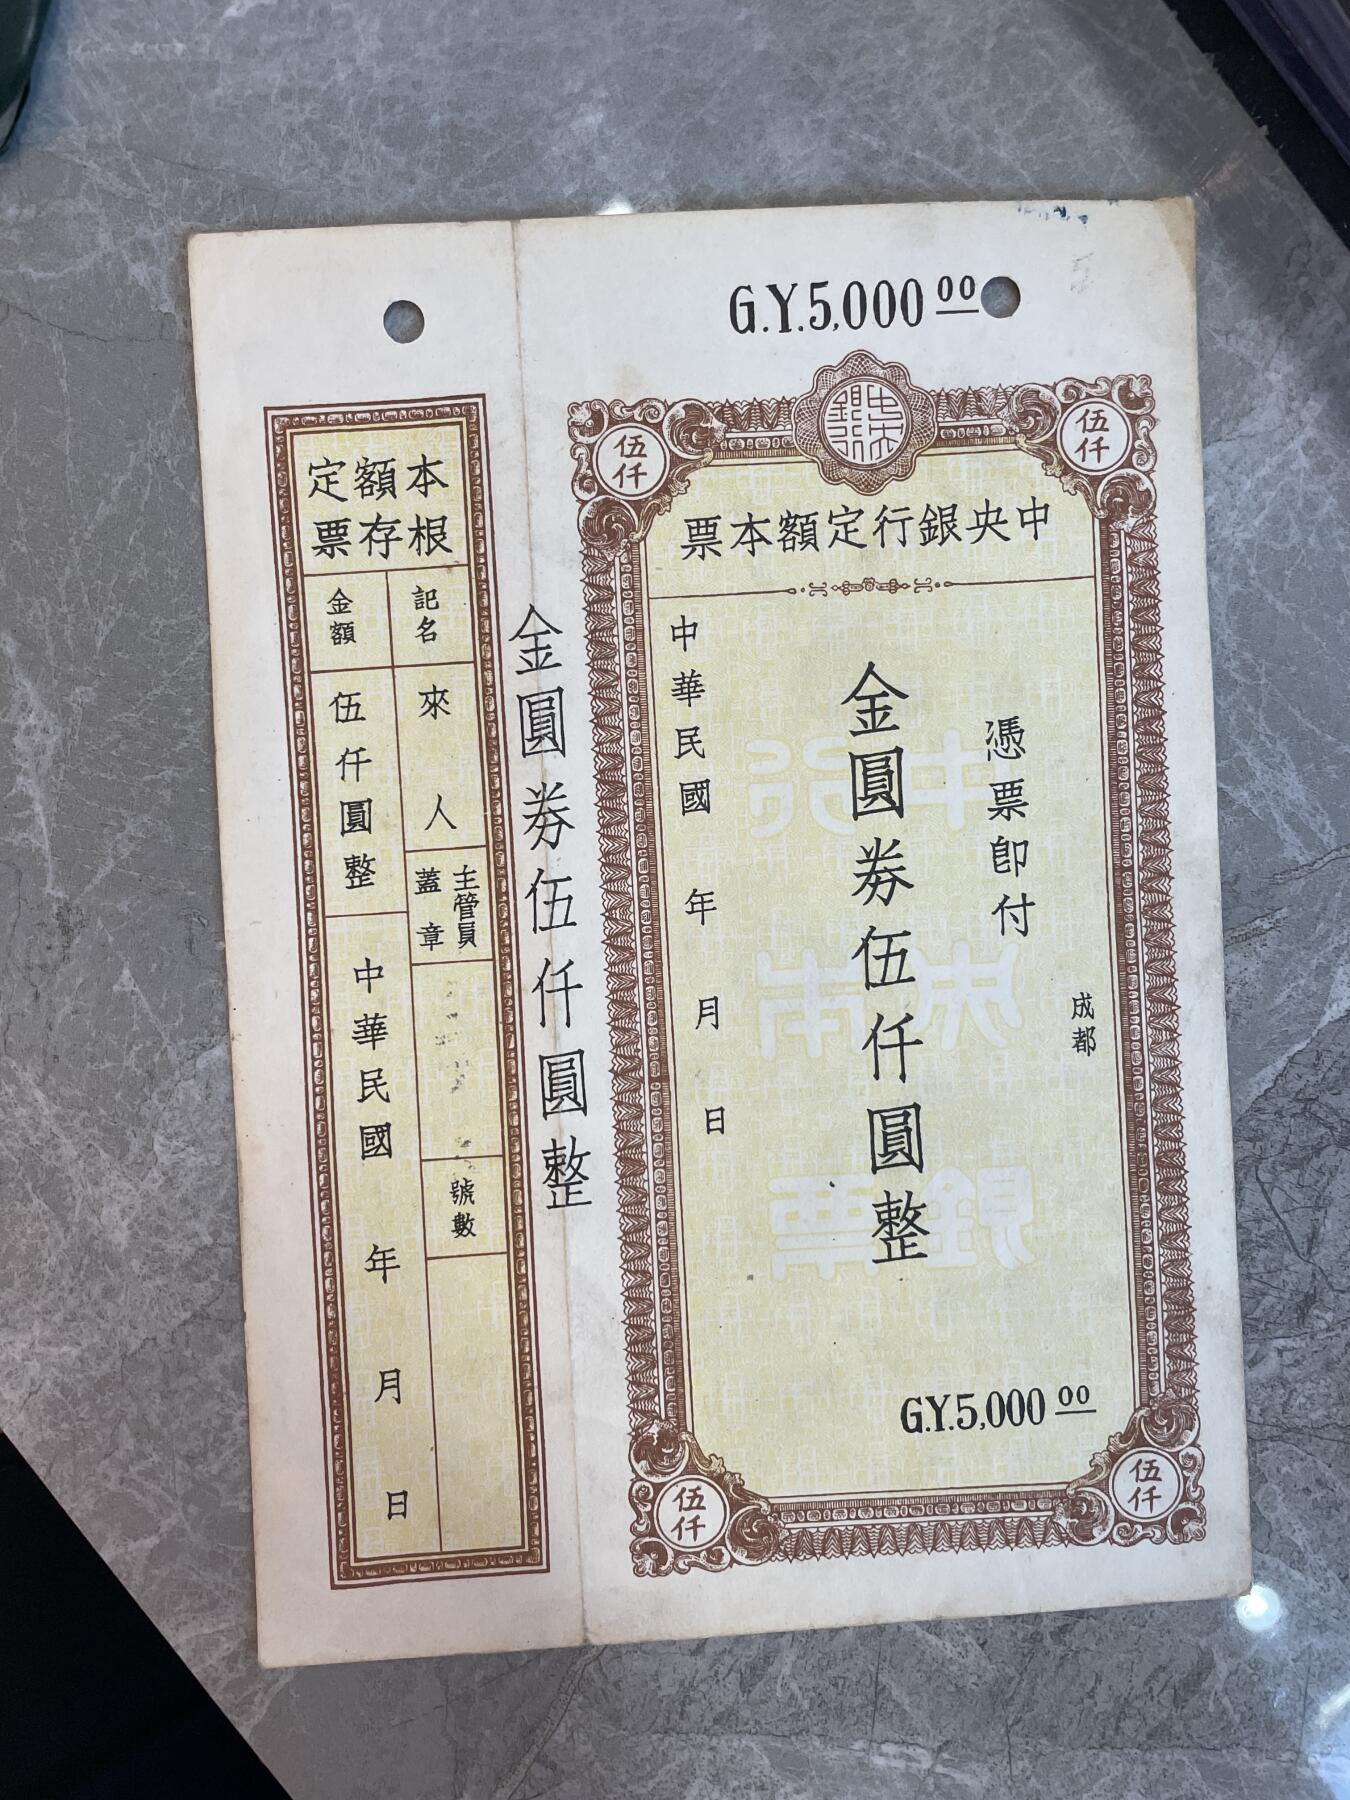 G.Y.5,000 00
中央銀行
伍仟
伍仟
中央銀行定額本票
成都
憑票即付
金圓券伍仟圓整
中華民國 年 月 日
G.Y.5,000 00
伍仟
伍仟
金圓券伍仟圓整
定額本
票存根
記名
來人
主管員
蓋章
號數
金額
伍仟圓整
中華民國 年 月 日